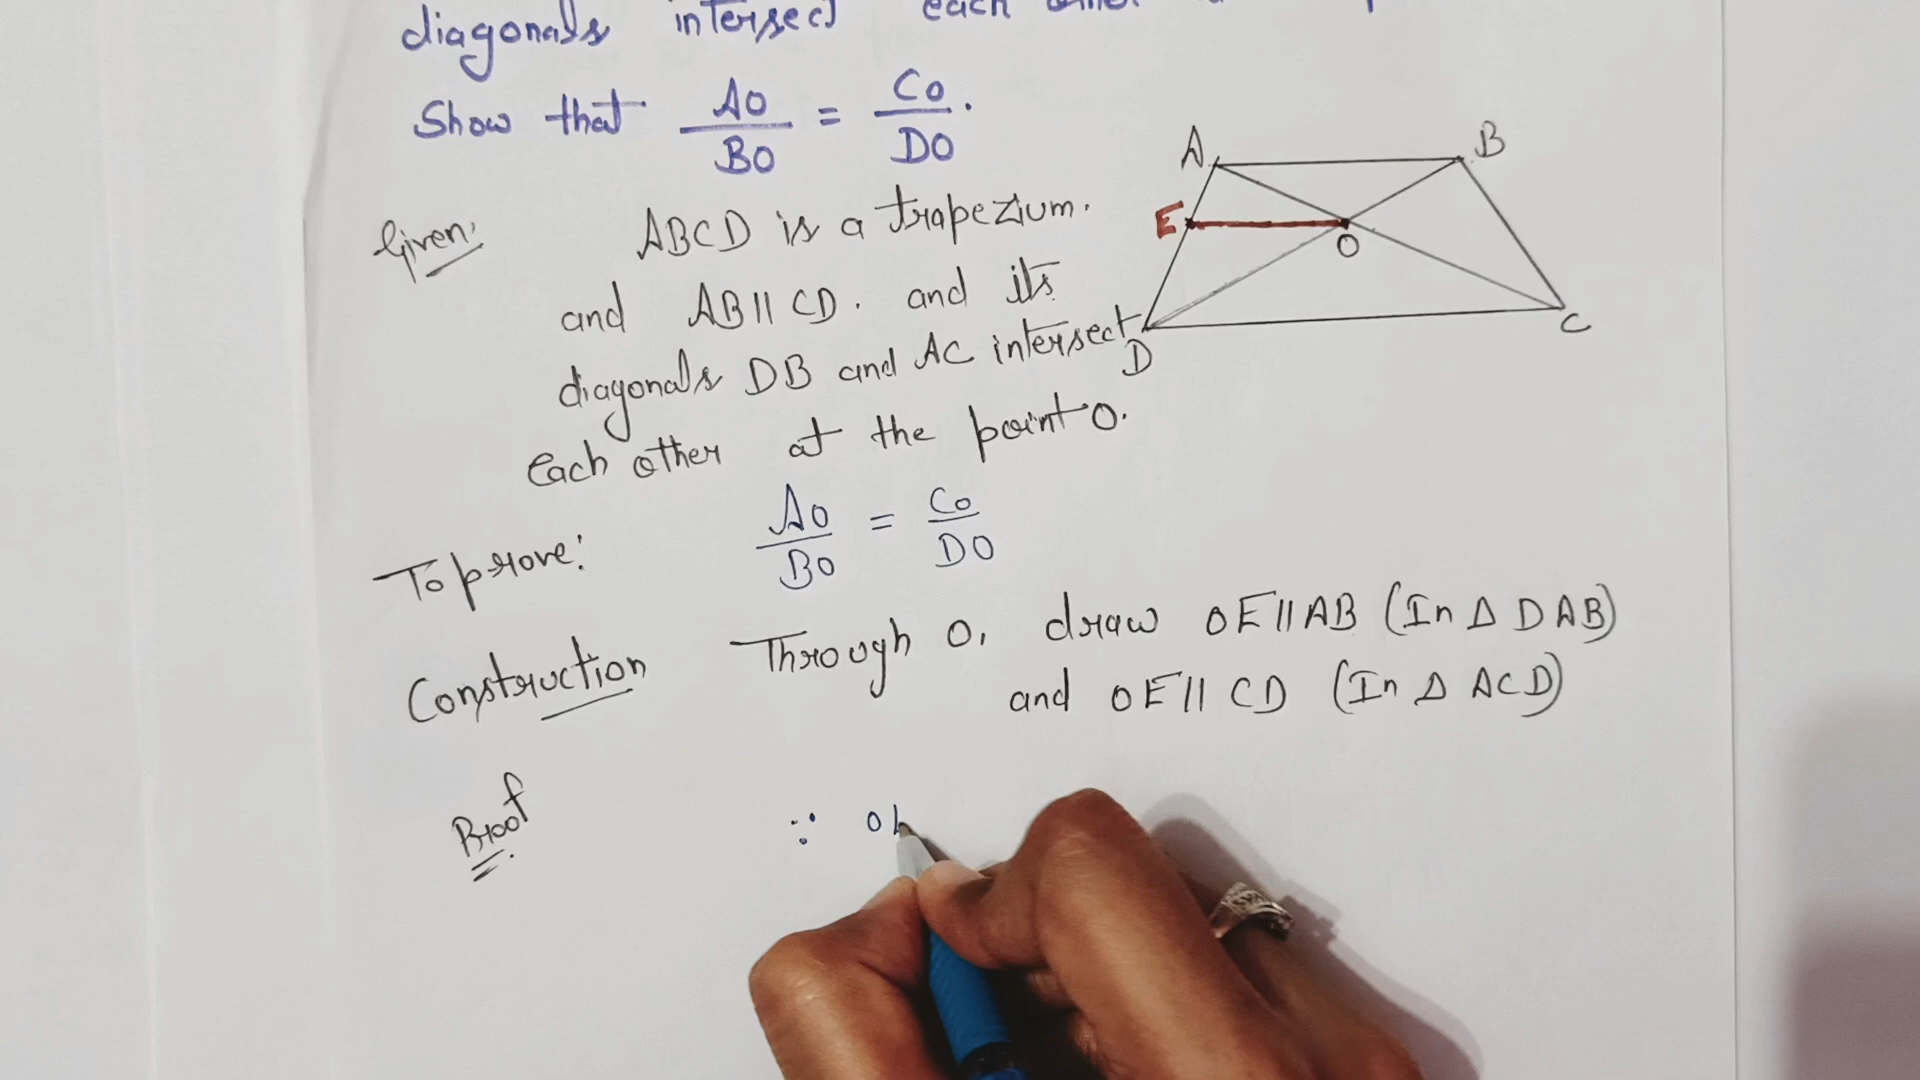 diagonals intersect each
Show that AO/BO = CO/DO.
Given: ABCD is a trapezium.
and AB || CD. and its
diagonals DB and AC intersect
each other at the point O.
To prove: AO/BO = CO/DO
Construction Through O, draw OE || AB (In Δ DAB)
and OE || CD (In Δ ACD)
Proof ∵ O
A B
E O
D C